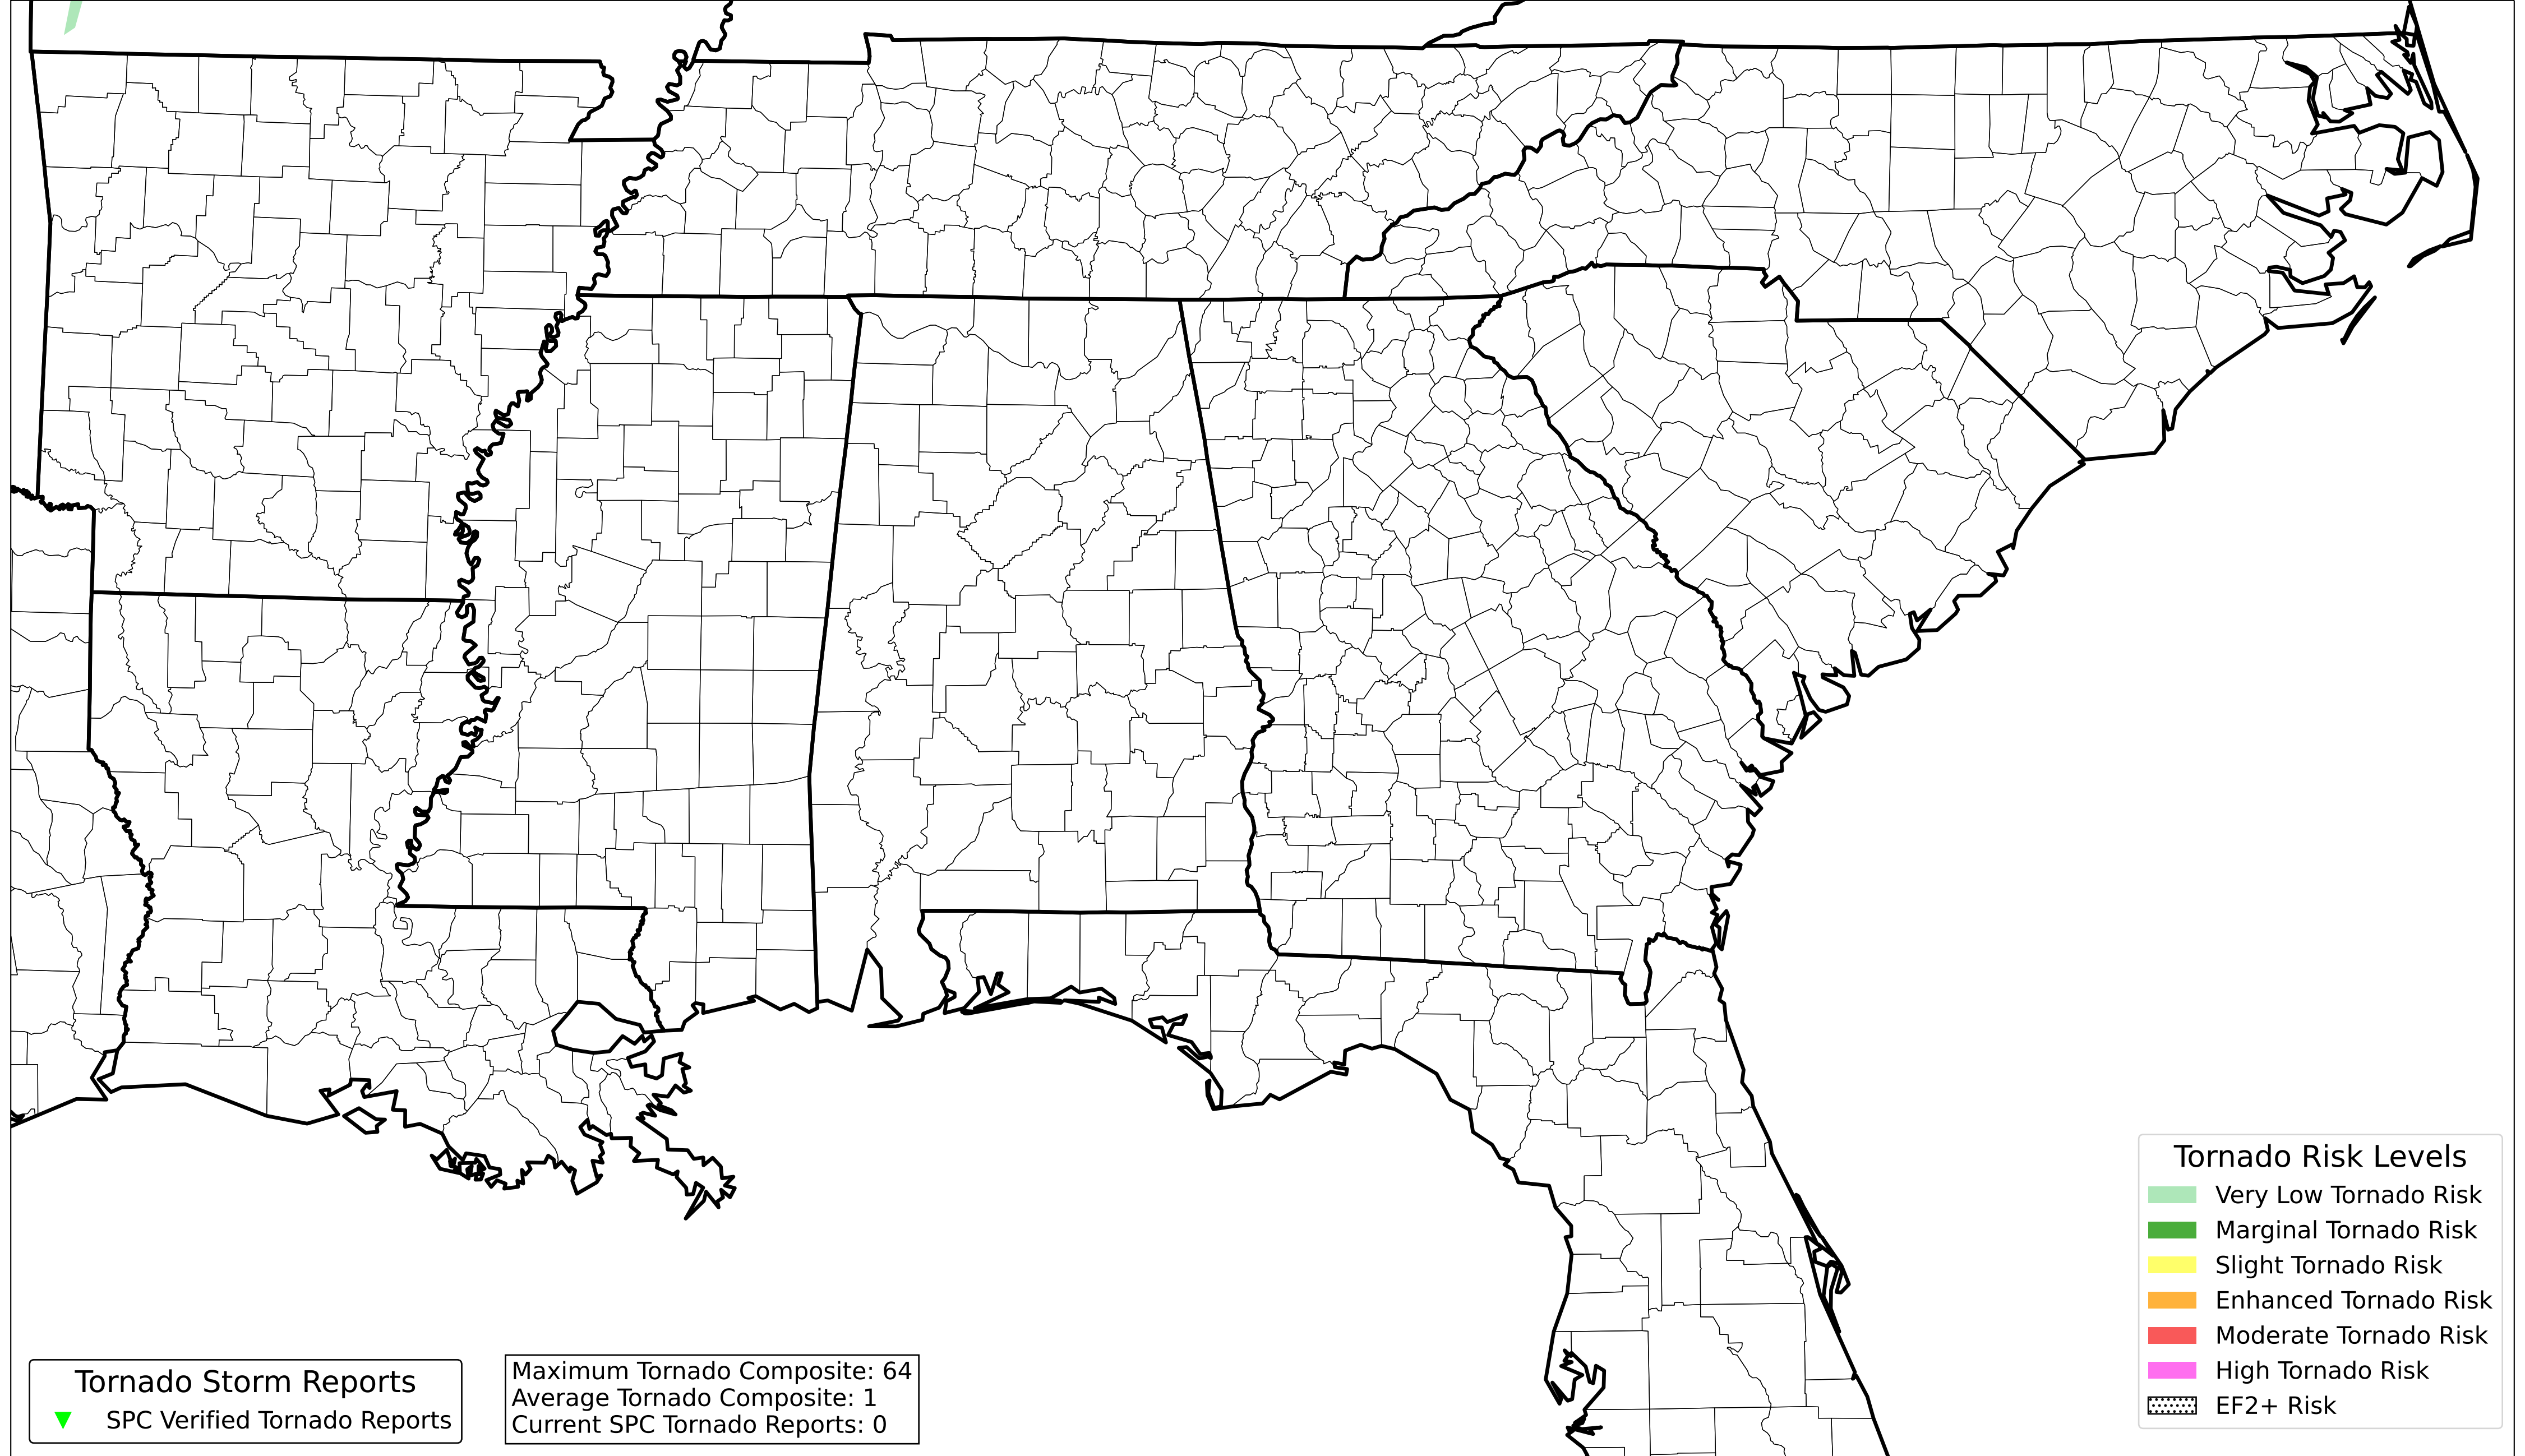 Tornado Risk Levels
Very Low Tornado Risk
Marginal Tornado Risk
Slight Tornado Risk
Enhanced Tornado Risk
Moderate Tornado Risk
High Tornado Risk
EF2+ Risk
Tornado Storm Reports
SPC Verified Tornado Reports
Maximum Tornado Composite: 64
Average Tornado Composite: 1
Current SPC Tornado Reports: 0